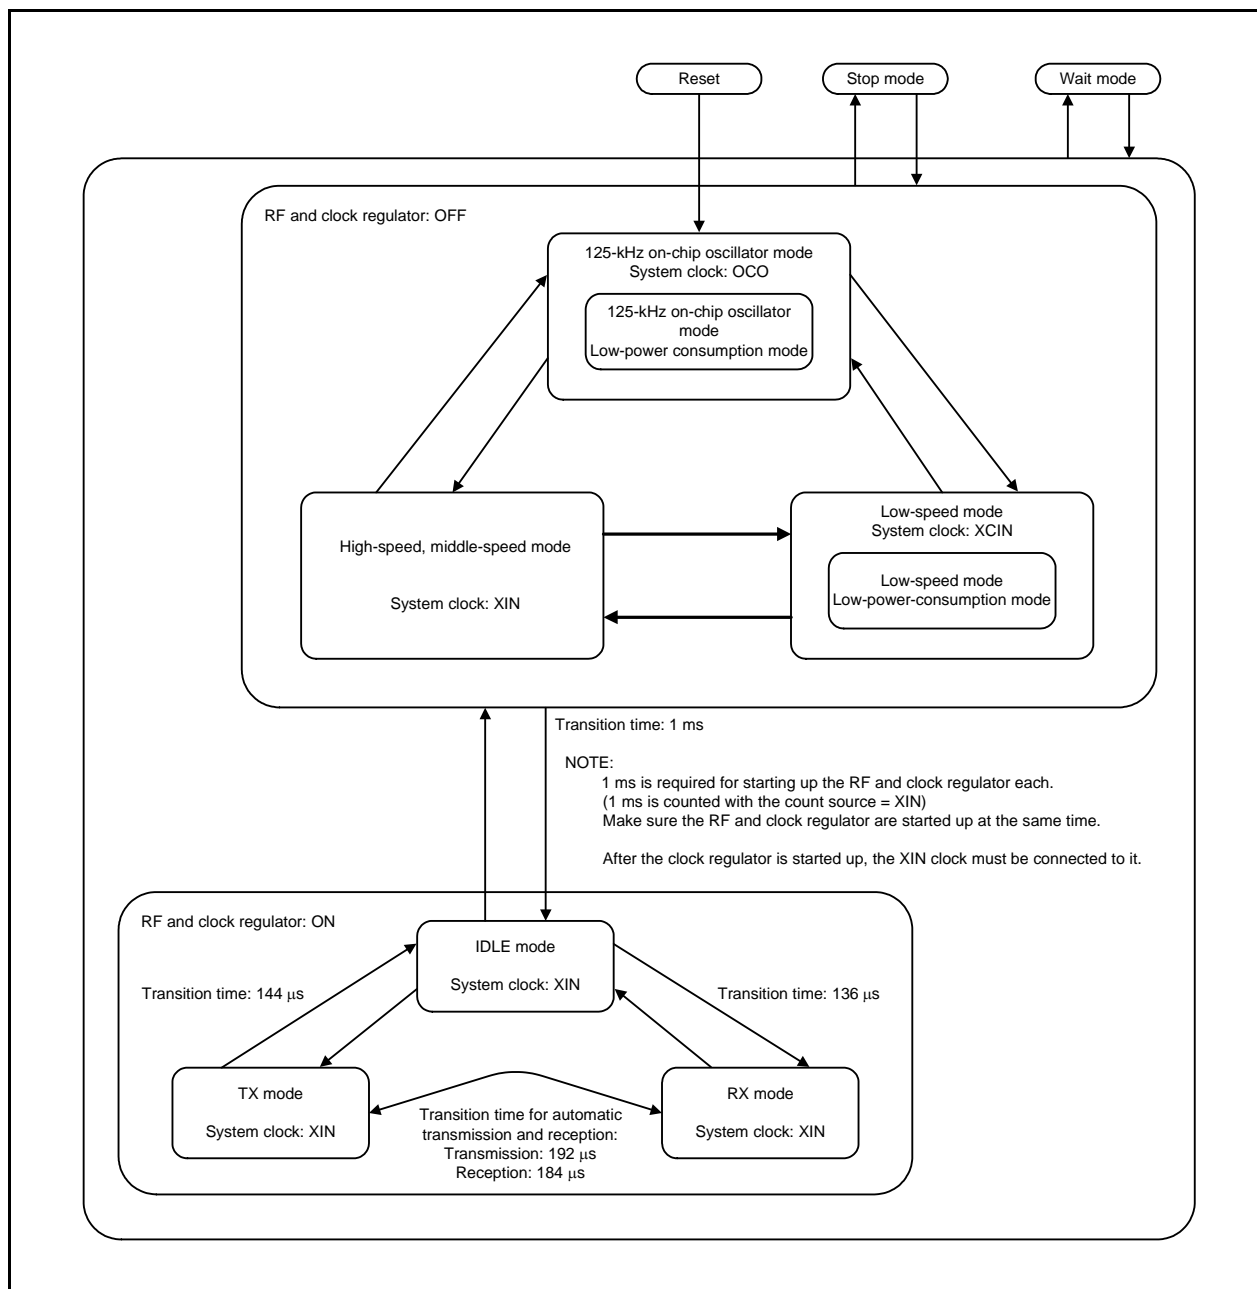 Reset
Stop mode
Wait mode
RF and clock regulator: OFF
125-kHz on-chip oscillator mode
System clock: OCO
125-kHz on-chip oscillator
mode
Low-power consumption mode
High-speed, middle-speed mode
System clock: XIN
Low-speed mode
System clock: XCIN
Low-speed mode
Low-power-consumption mode
Transition time: 1 ms
NOTE:
1 ms is required for starting up the RF and clock regulator each.
(1 ms is counted with the count source = XIN)
Make sure the RF and clock regulator are started up at the same time.
After the clock regulator is started up, the XIN clock must be connected to it.
RF and clock regulator: ON
IDLE mode
System clock: XIN
Transition time: 144 μs
Transition time: 136 μs
TX mode
System clock: XIN
RX mode
System clock: XIN
Transition time for automatic
transmission and reception:
Transmission: 192 μs
Reception: 184 μs